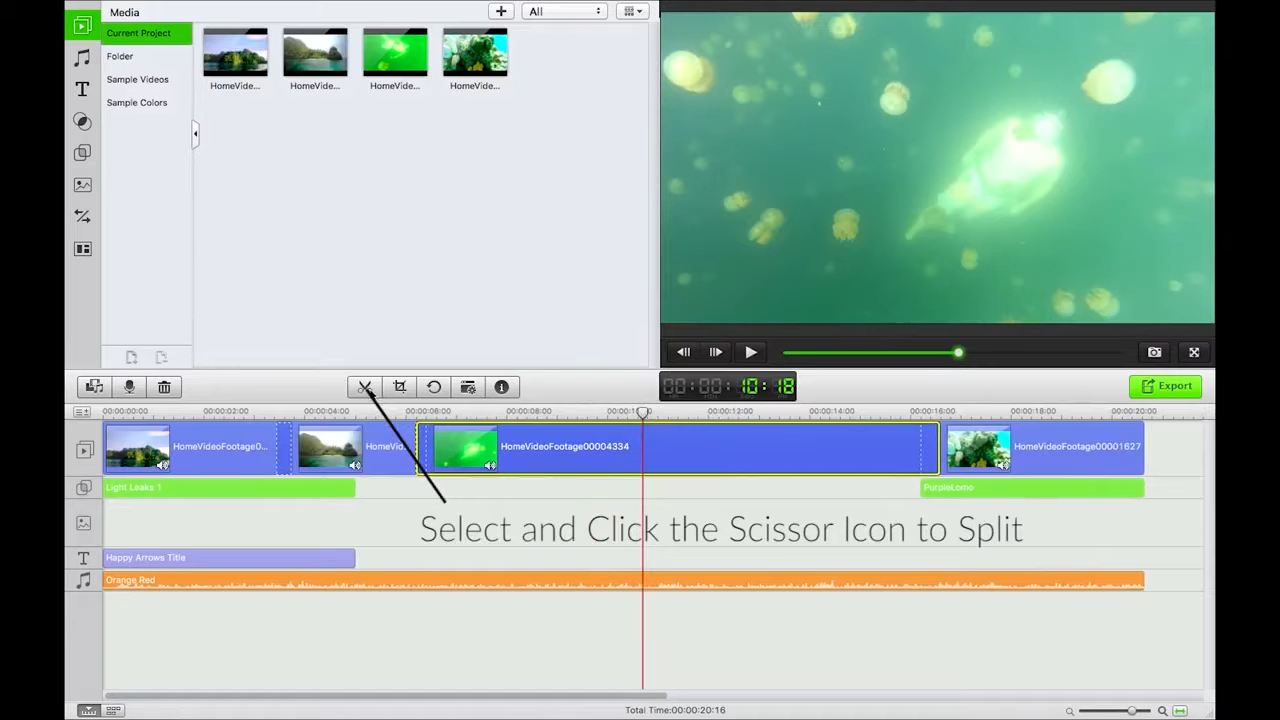 Media
All
Current Project
Folder
Sample Videos
Sample Colors
HomeVide...
HomeVide...
HomeVide...
HomeVide...
10:18
Export
00:00:00:00
00:00:02:00
00:00:04:00
00:00:06:00
00:00:08:00
00:00:12:00
00:00:14:00
00:00:16:00
00:00:18:00
00:00:20:00
HomeVideoFootage0...
HomeVid
HomeVideoFootage00004334
HomeVideoFootage00001627
Light Leaks 1
PurpleLomo
Select and Click the Scissor Icon to Split
Happy Arrows Title
Orange Red
Total Time:00:00:20:16